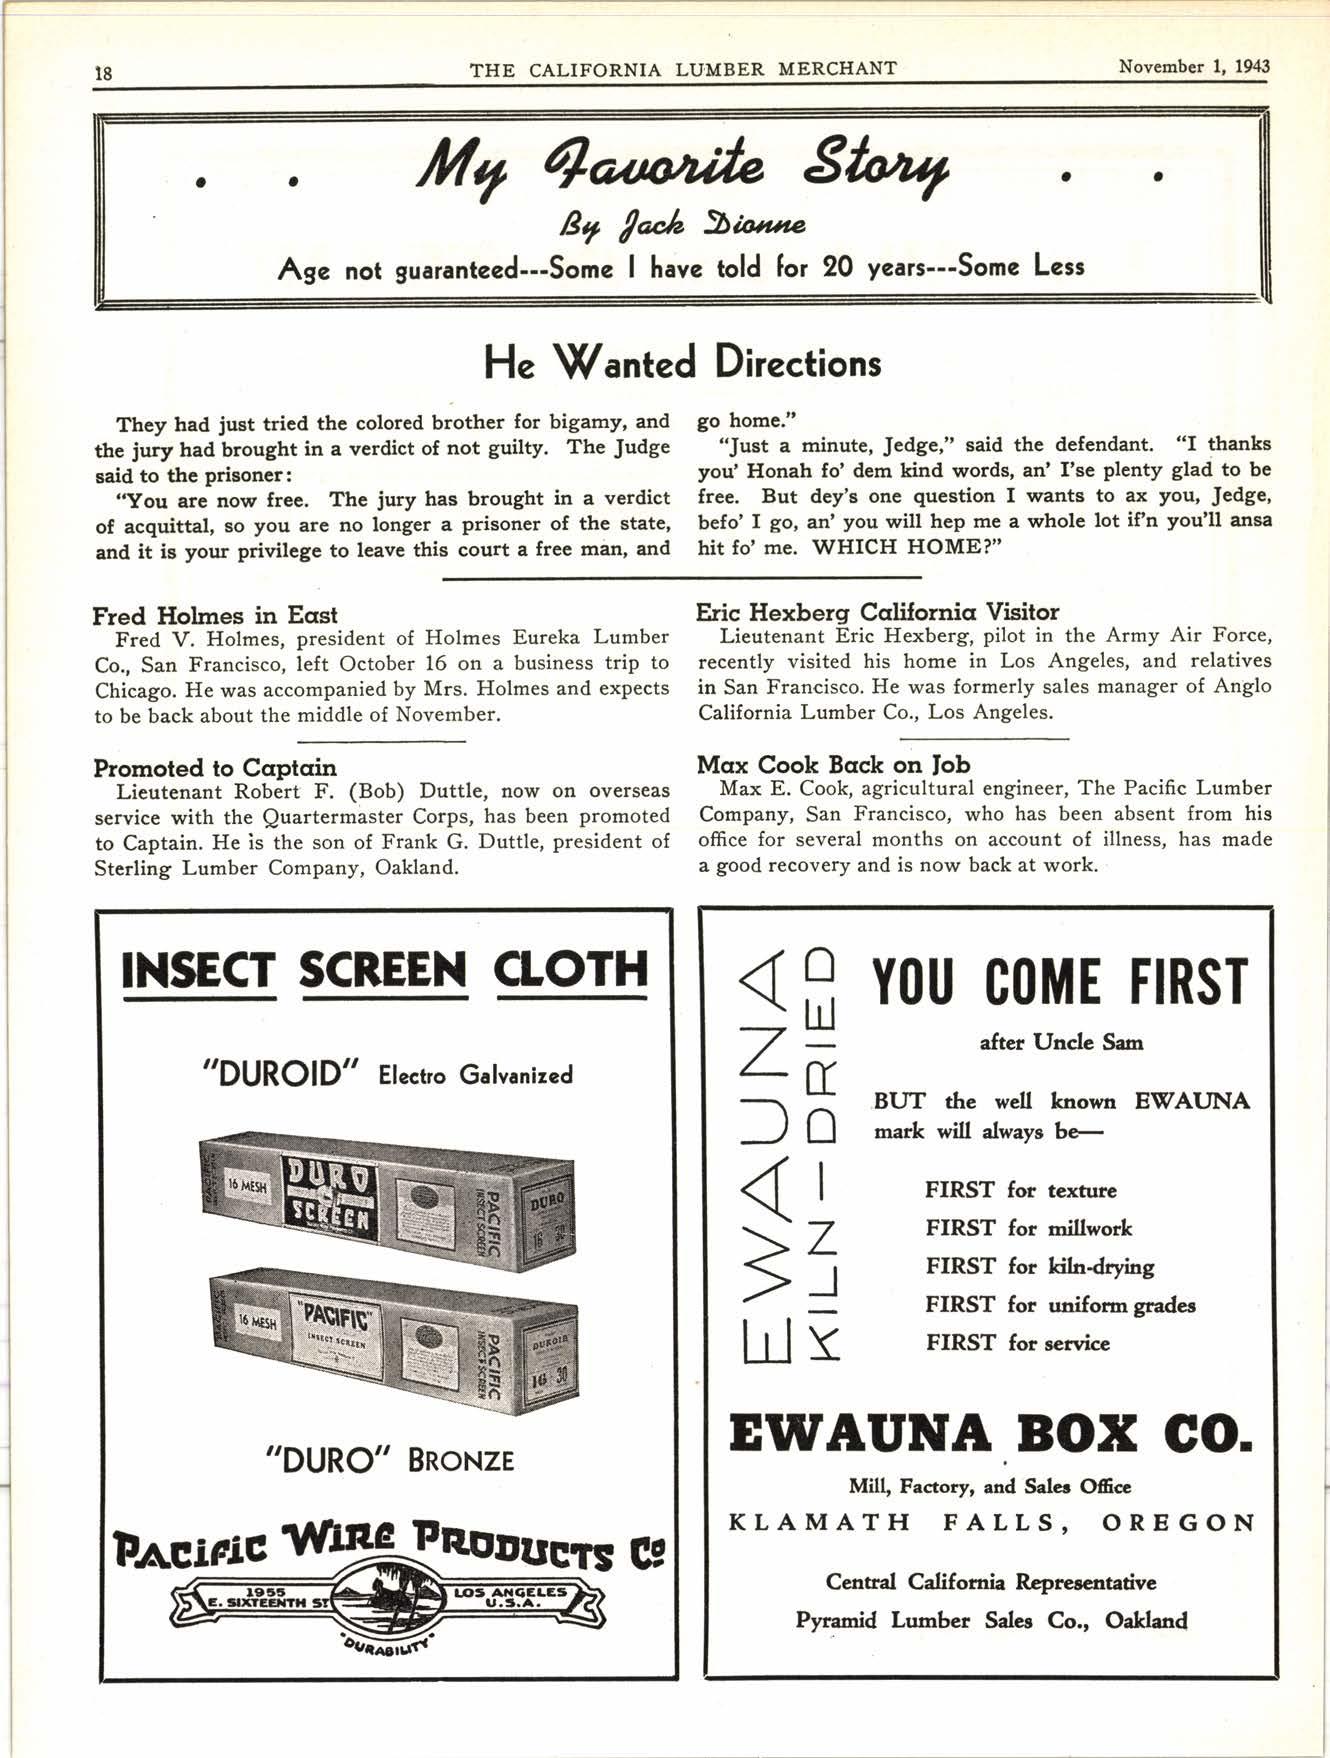 18
THE CALIFORNIA LUMBER MERCHANT
November 1, 1943
My Favorite Story
By Jack Dionne
Age not guaranteed---Some I have told for 20 years---Some Less
He Wanted Directions
They had just tried the colored brother for bigamy, and
the jury had brought in a verdict of not guilty. The Judge
said to the prisoner:
"You are now free. The jury has brought in a verdict
of acquittal, so you are no longer a prisoner of the state,
and it is your privilege to leave this court a free man, and
go home."
"Just a minute, Jedge," said the defendant. "I thanks
you' Honah fo' dem kind words, an' I'se plenty glad to be
free. But dey's one question I wants to ax you, Jedge,
befo' I go, an' you will hep me a whole lot if'n you'll ansa
hit fo' me. WHICH HOME?"
Fred Holmes in East
Fred V. Holmes, president of Holmes Eureka Lumber
Co., San Francisco, left October 16 on a business trip to
Chicago. He was accompanied by Mrs. Holmes and expects
to be back about the middle of November.
Promoted to Captain
Lieutenant Robert F. (Bob) Duttle, now on overseas
service with the Quartermaster Corps, has been promoted
to Captain. He is the son of Frank G. Duttle, president of
Sterling Lumber Company, Oakland.
Eric Hexberg California Visitor
Lieutenant Eric Hexberg, pilot in the Army Air Force,
recently visited his home in Los Angeles, and relatives
in San Francisco. He was formerly sales manager of Anglo
California Lumber Co., Los Angeles.
Max Cook Back on Job
Max E. Cook, agricultural engineer, The Pacific Lumber
Company, San Francisco, who has been absent from his
office for several months on account of illness, has made
a good recovery and is now back at work.
INSECT SCREEN CLOTH
"DUROID" Electro Galvanized
16 MESH
DURO
SCREEN
PACIFIC
INSECT SCREEN
DURO
16
16 MESH
"PACIFIC"
INSECT SCREEN
PACIFIC
INSECT SCREEN
DUROID
16 30
"DURO" BRONZE
PACIFIC WIRE PRODUCTS Co
1955
E. SIXTEENTH ST
LOS ANGELES
U.S.A.
"DURABILITY"
EWAUNA
KILN-DRIED
YOU COME FIRST
after Uncle Sam
BUT the well known EWAUNA
mark will always be—
FIRST for texture
FIRST for millwork
FIRST for kiln-drying
FIRST for uniform grades
FIRST for service
EWAUNA BOX CO.
Mill, Factory, and Sales Office
KLAMATH FALLS, OREGON
Central California Representative
Pyramid Lumber Sales Co., Oakland